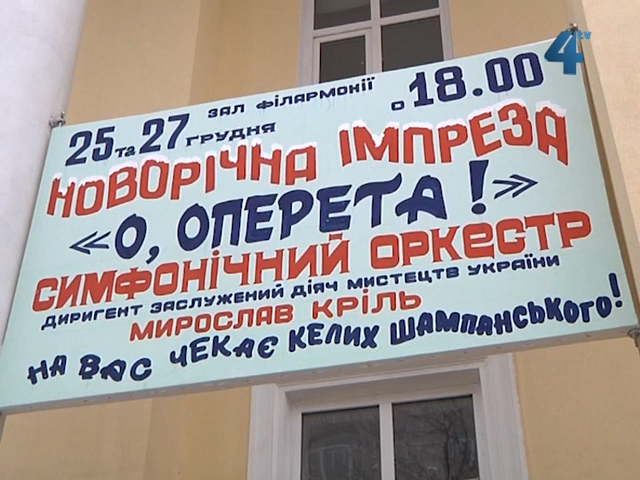 4 tv
ЗАЛ ФІЛАРМОНІЇ
25 та 27 ГРУДНЯ о 18.00
НОВОРІЧНА ІМПРЕЗА
«О, ОПЕРЕТА!»
СИМФОНІЧНИЙ ОРКЕСТР
ДИРИГЕНТ ЗАСЛУЖЕНИЙ ДІЯЧ МИСТЕЦТВ УКРАЇНИ
МИРОСЛАВ КРІЛЬ
НА ВАС ЧЕКАЄ КЕЛИХ ШАМПАНСЬКОГО!